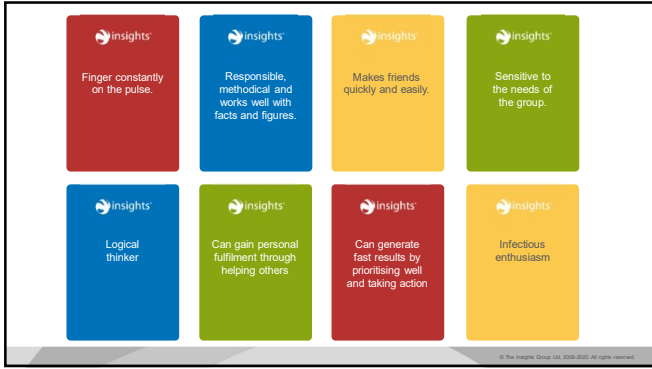 insights
Finger constantly
on the pulse.
insights
Responsible,
methodical and
works well with
facts and figures.
insights
Makes friends
quickly and easily.
insights
Sensitive to
the needs of
the group.
insights
Logical
thinker
insights
Can gain personal
fulfilment through
helping others
insights
Can generate
fast results by
prioritising well
and taking action
insights
Infectious
enthusiasm
© The Insights Group Ltd, 2009-2020 All rights reserved.